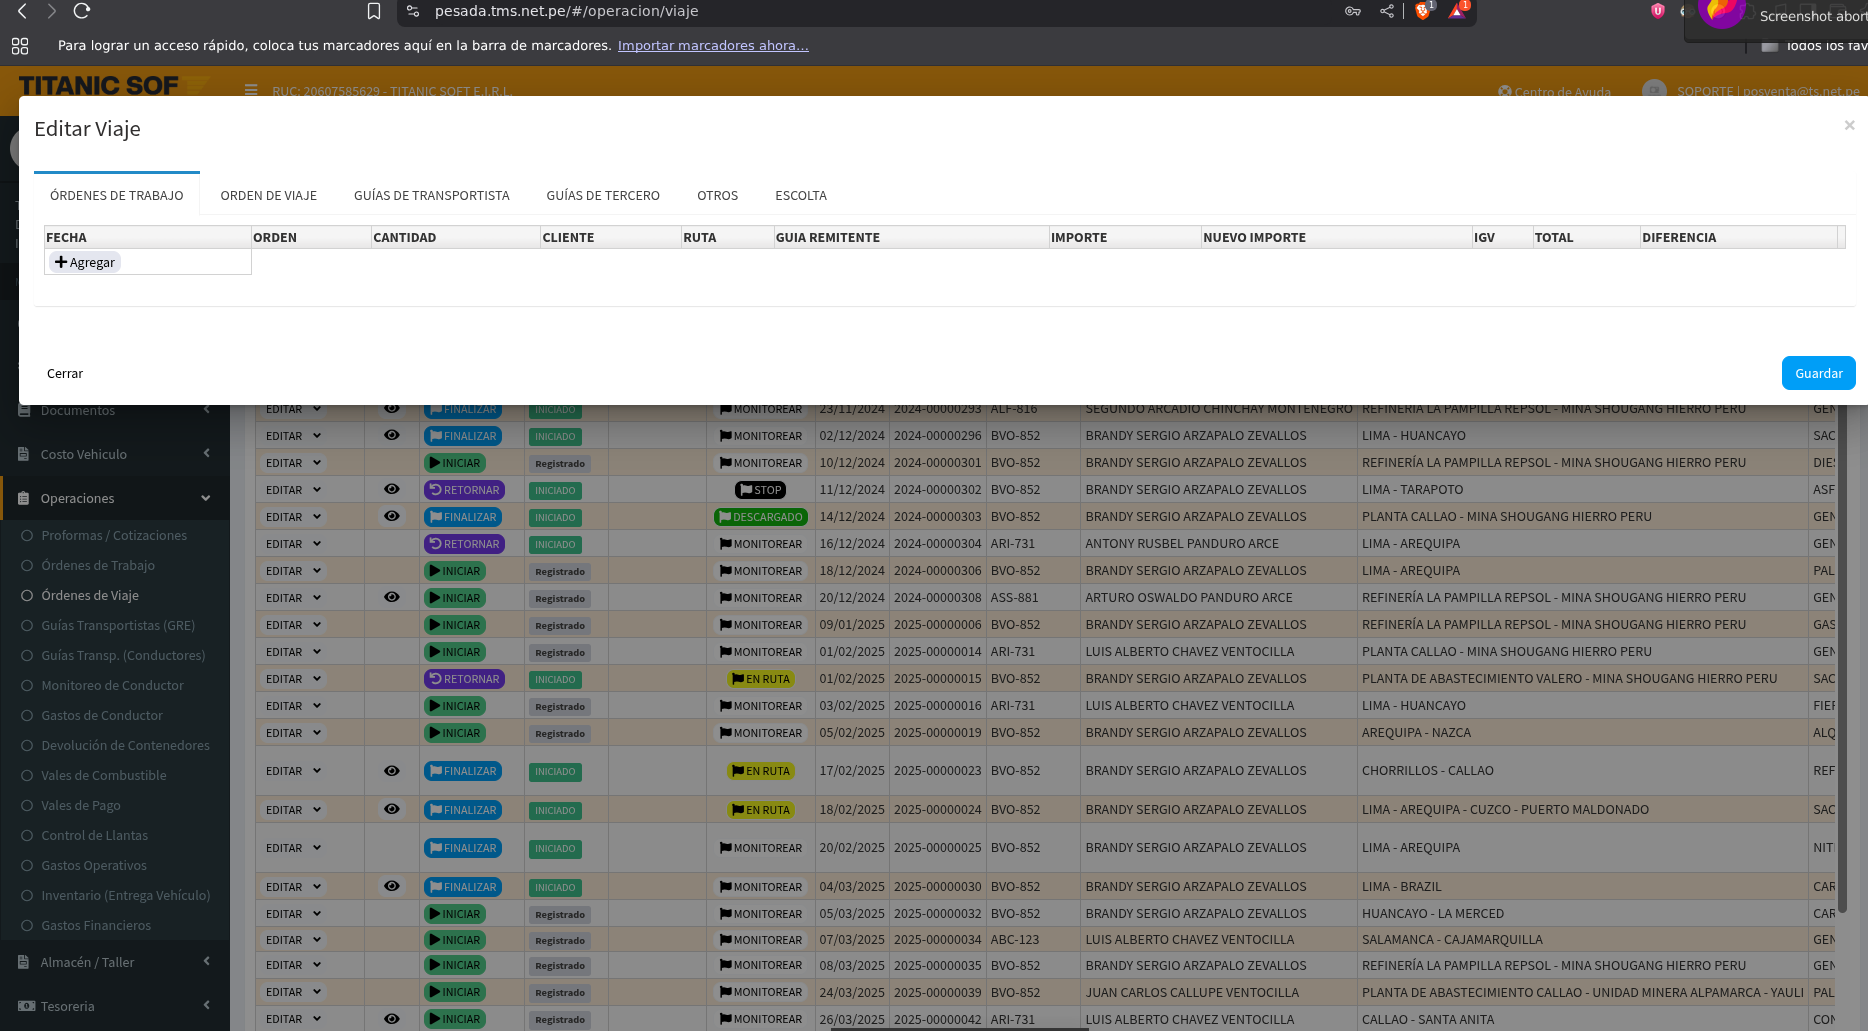 pesada.tms.net.pe/#/operacion/viaje
1
1
Screenshot abort
Para lograr un acceso rápido, coloca tus marcadores aquí en la barra de marcadores. Importar marcadores ahora...
Todos los fav
TITANIC SOF
RUC: 20607585629 - TITANIC SOFT E.I.R.L.
Centro de Ayuda
SOPORTE | posventa@ts.net.pe
Editar Viaje
×
ÓRDENES DE TRABAJO ORDEN DE VIAJE GUÍAS DE TRANSPORTISTA GUÍAS DE TERCERO OTROS ESCOLTA
FECHA ORDEN CANTIDAD CLIENTE RUTA GUIA REMITENTE IMPORTE NUEVO IMPORTE IGV TOTAL DIFERENCIA
Agregar
Cerrar
Guardar
Documentos
Costo Vehiculo
Operaciones
Proformas / Cotizaciones
Órdenes de Trabajo
Órdenes de Viaje
Guías Transportistas (GRE)
Guías Transp. (Conductores)
Monitoreo de Conductor
Gastos de Conductor
Devolución de Contenedores
Vales de Combustible
Vales de Pago
Control de Llantas
Gastos Operativos
Inventario (Entrega Vehículo)
Gastos Financieros
Almacén / Taller
Tesoreria
EDITAR FINALIZAR INICIADO MONITOREAR 23/11/2024 2024-00000293 ALF-816 SEGUNDO ARCADIO CHINCHAY MONTENEGRO REFINERÍA LA PAMPILLA REPSOL - MINA SHOUGANG HIERRO PERU GEN
EDITAR FINALIZAR INICIADO MONITOREAR 02/12/2024 2024-00000296 BVO-852 BRANDY SERGIO ARZAPALO ZEVALLOS LIMA - HUANCAYO SAC
EDITAR INICIAR Registrado MONITOREAR 10/12/2024 2024-00000301 BVO-852 BRANDY SERGIO ARZAPALO ZEVALLOS REFINERÍA LA PAMPILLA REPSOL - MINA SHOUGANG HIERRO PERU DIES
EDITAR RETORNAR INICIADO STOP 11/12/2024 2024-00000302 BVO-852 BRANDY SERGIO ARZAPALO ZEVALLOS LIMA - TARAPOTO ASF
EDITAR FINALIZAR INICIADO DESCARGADO 14/12/2024 2024-00000303 BVO-852 BRANDY SERGIO ARZAPALO ZEVALLOS PLANTA CALLAO - MINA SHOUGANG HIERRO PERU GEN
EDITAR RETORNAR INICIADO MONITOREAR 16/12/2024 2024-00000304 ARI-731 ANTONY RUSBEL PANDURO ARCE LIMA - AREQUIPA GEN
EDITAR INICIAR Registrado MONITOREAR 18/12/2024 2024-00000306 BVO-852 BRANDY SERGIO ARZAPALO ZEVALLOS LIMA - AREQUIPA PAL
EDITAR INICIAR Registrado MONITOREAR 20/12/2024 2024-00000308 ASS-881 ARTURO OSWALDO PANDURO ARCE REFINERÍA LA PAMPILLA REPSOL - MINA SHOUGANG HIERRO PERU GEN
EDITAR INICIAR Registrado MONITOREAR 09/01/2025 2025-00000006 BVO-852 BRANDY SERGIO ARZAPALO ZEVALLOS REFINERÍA LA PAMPILLA REPSOL - MINA SHOUGANG HIERRO PERU GAS
EDITAR INICIAR Registrado MONITOREAR 01/02/2025 2025-00000014 ARI-731 LUIS ALBERTO CHAVEZ VENTOCILLA PLANTA CALLAO - MINA SHOUGANG HIERRO PERU GEN
EDITAR RETORNAR INICIADO EN RUTA 01/02/2025 2025-00000015 BVO-852 BRANDY SERGIO ARZAPALO ZEVALLOS PLANTA DE ABASTECIMIENTO VALERO - MINA SHOUGANG HIERRO PERU SAC
EDITAR INICIAR Registrado MONITOREAR 03/02/2025 2025-00000016 ARI-731 LUIS ALBERTO CHAVEZ VENTOCILLA LIMA - HUANCAYO FIEF
EDITAR INICIAR Registrado MONITOREAR 05/02/2025 2025-00000019 BVO-852 BRANDY SERGIO ARZAPALO ZEVALLOS AREQUIPA - NAZCA ALQ
EDITAR FINALIZAR INICIADO EN RUTA 17/02/2025 2025-00000023 BVO-852 BRANDY SERGIO ARZAPALO ZEVALLOS CHORRILLOS - CALLAO REF
EDITAR FINALIZAR INICIADO EN RUTA 18/02/2025 2025-00000024 BVO-852 BRANDY SERGIO ARZAPALO ZEVALLOS LIMA - AREQUIPA - CUZCO - PUERTO MALDONADO SAC
EDITAR FINALIZAR INICIADO MONITOREAR 20/02/2025 2025-00000025 BVO-852 BRANDY SERGIO ARZAPALO ZEVALLOS LIMA - AREQUIPA NIT
EDITAR FINALIZAR INICIADO MONITOREAR 04/03/2025 2025-00000030 BVO-852 BRANDY SERGIO ARZAPALO ZEVALLOS LIMA - BRAZIL CAR
EDITAR INICIAR Registrado MONITOREAR 05/03/2025 2025-00000032 BVO-852 BRANDY SERGIO ARZAPALO ZEVALLOS HUANCAYO - LA MERCED CAR
EDITAR INICIAR Registrado MONITOREAR 07/03/2025 2025-00000034 ABC-123 LUIS ALBERTO CHAVEZ VENTOCILLA SALAMANCA - CAJAMARQUILLA GEN
EDITAR INICIAR Registrado MONITOREAR 08/03/2025 2025-00000035 BVO-852 BRANDY SERGIO ARZAPALO ZEVALLOS REFINERÍA LA PAMPILLA REPSOL - MINA SHOUGANG HIERRO PERU GEN
EDITAR INICIAR Registrado MONITOREAR 24/03/2025 2025-00000039 BVO-852 JUAN CARLOS CALLUPE VENTOCILLA PLANTA DE ABASTECIMIENTO CALLAO - UNIDAD MINERA ALPAMARCA - YAULI PAL
EDITAR INICIAR Registrado MONITOREAR 26/03/2025 2025-00000042 ARI-731 LUIS ALBERTO CHAVEZ VENTOCILLA CALLAO - SANTA ANITA CON